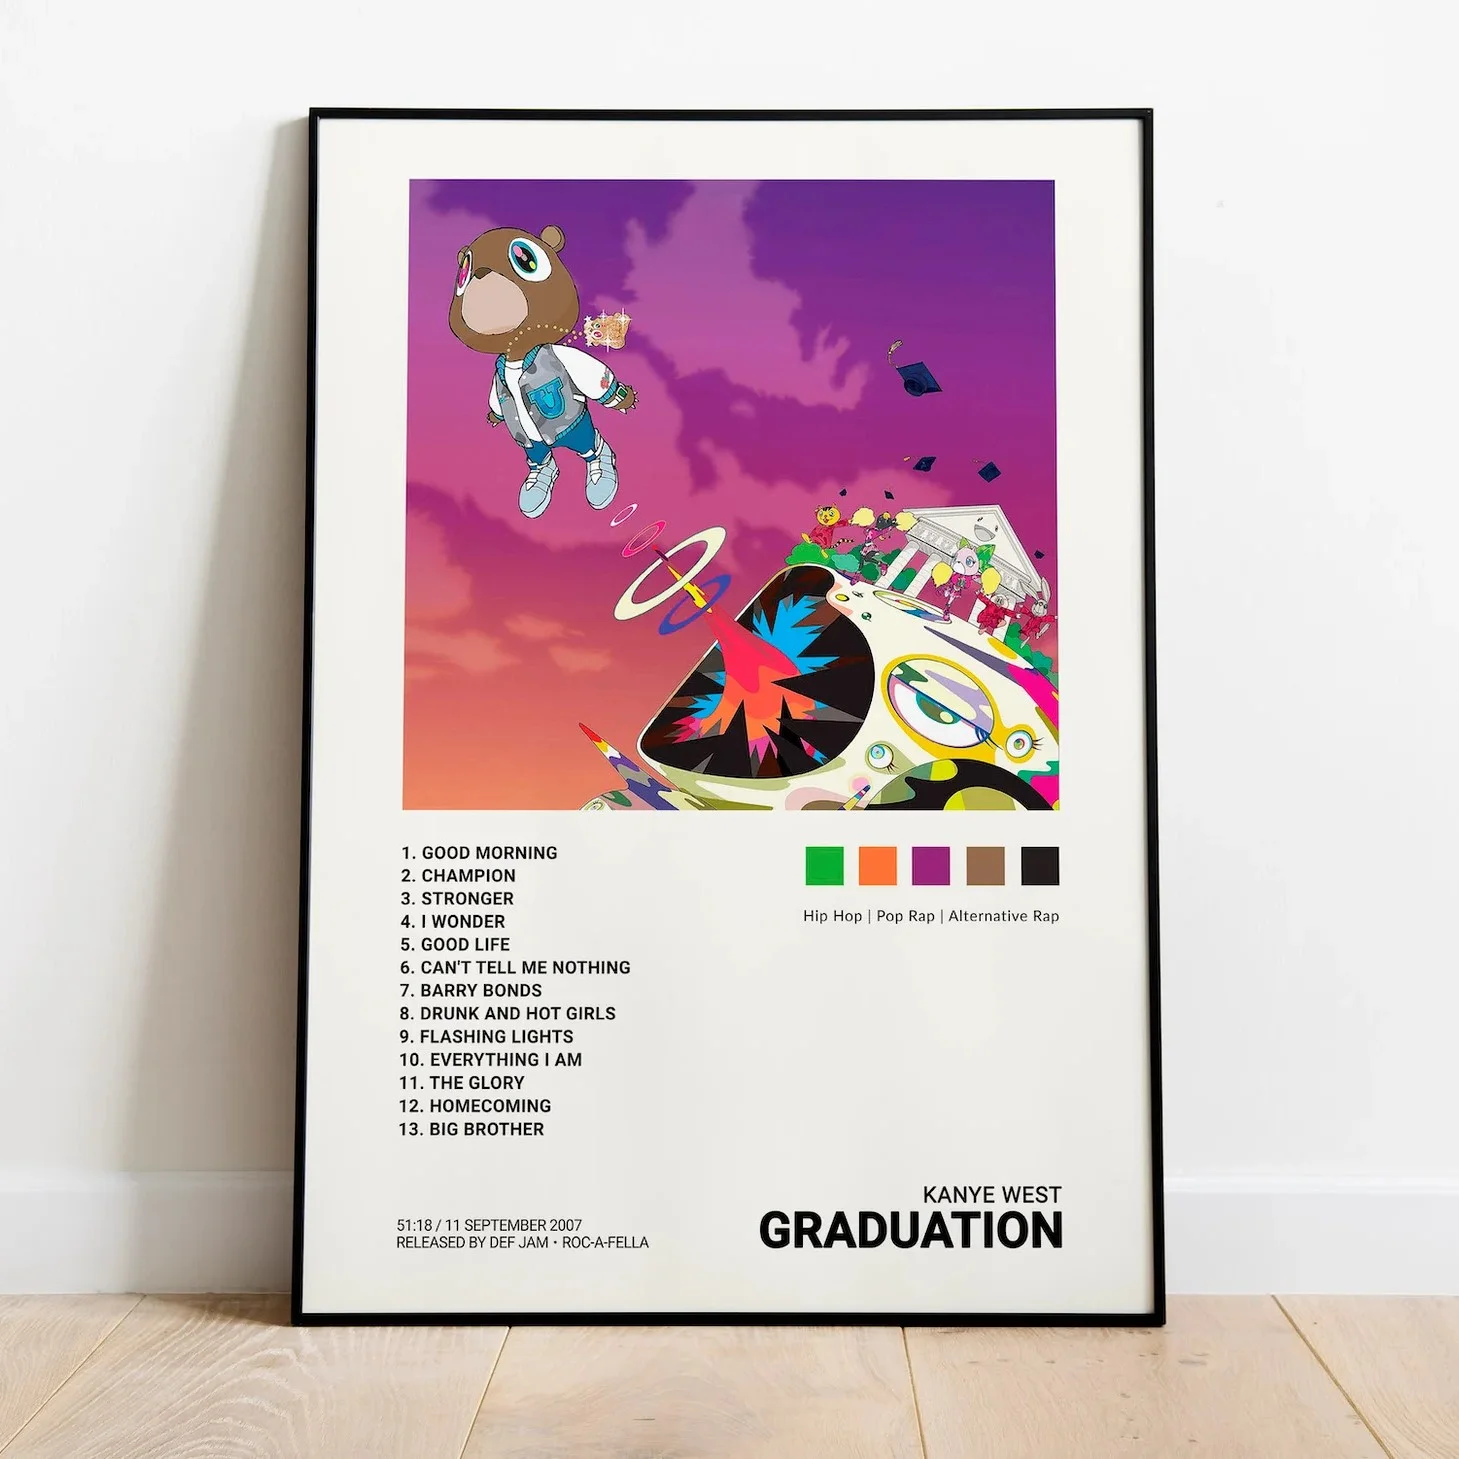 U
1. GOOD MORNING
2. CHAMPION
3. STRONGER
4. I WONDER
5. GOOD LIFE
6. CAN'T TELL ME NOTHING
7. BARRY BONDS
8. DRUNK AND HOT GIRLS
9. FLASHING LIGHTS
10. EVERYTHING I AM
11. THE GLORY
12. HOMECOMING
13. BIG BROTHER
Hip Hop | Pop Rap | Alternative Rap
51:18 / 11 SEPTEMBER 2007
RELEASED BY DEF JAM • ROC-A-FELLA
KANYE WEST
GRADUATION